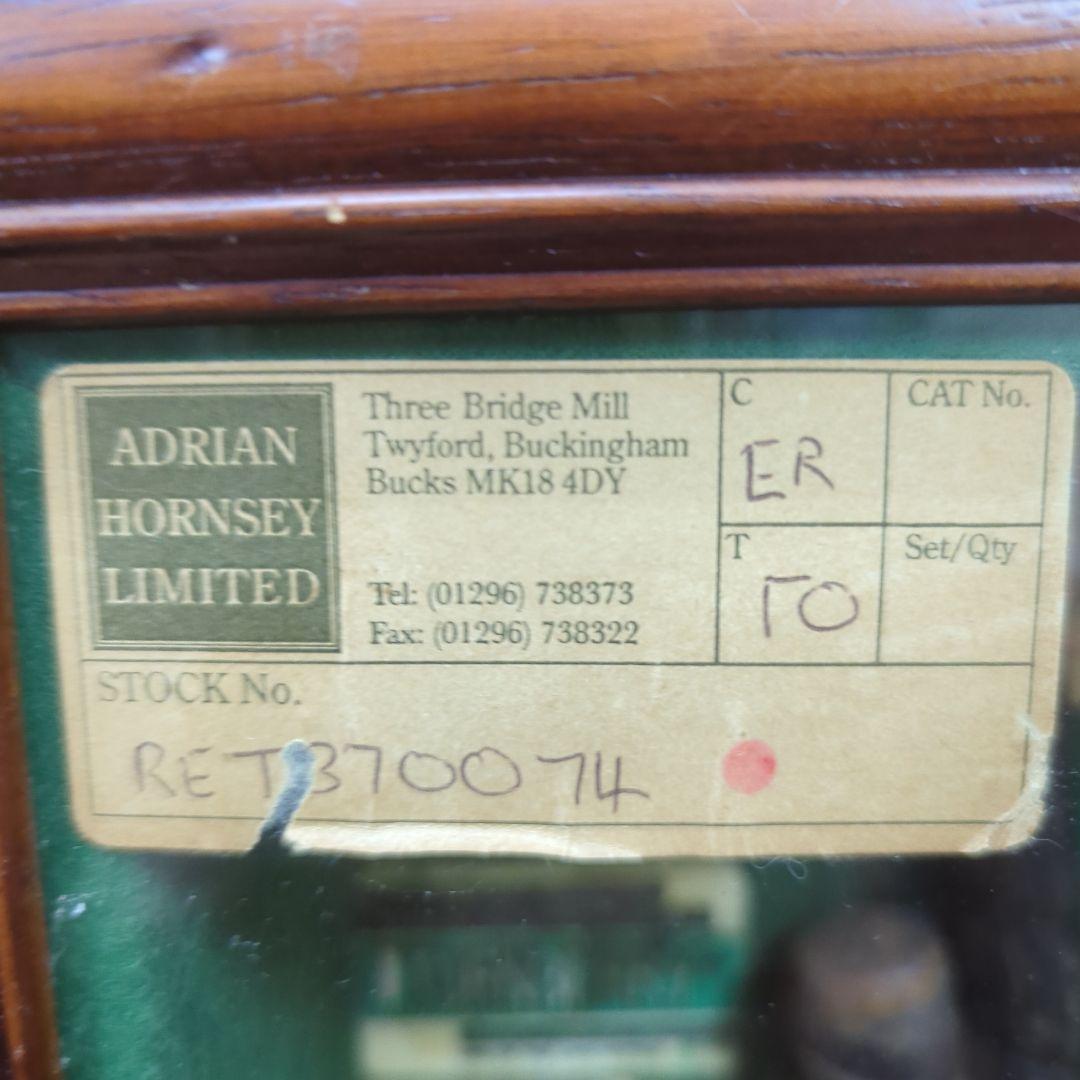 ADRIAN
HORNSEY
LIMITED
Three Bridge Mill
Twyford, Buckingham
Bucks MK18 4DY
Tel: (01296) 738373
Fax: (01296) 738322
C
ER
CAT No.
T
TO
Set/Qty
STOCK No.
RET370074